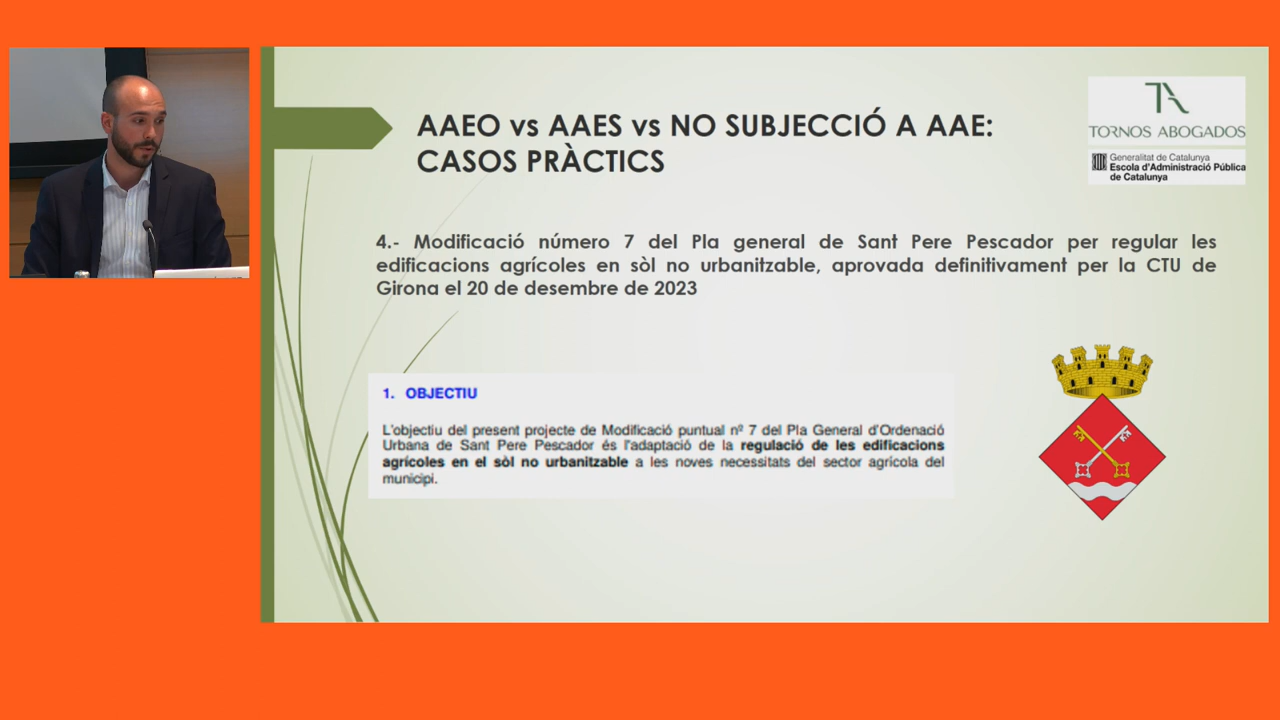 AAEO vs AAES vs NO SUBJECCIÓ A AAE:
CASOS PRÀCTICS
TORNOS ABOGADOS
Generalitat de Catalunya
Escola d'Administració Pública
de Catalunya
4.- Modificació número 7 del Pla general de Sant Pere Pescador per regular les
edificacions agrícoles en sòl no urbanitzable, aprovada definitivament per la CTU de
Girona el 20 de desembre de 2023
1. OBJECTIU
L'objectiu del present projecte de Modificació puntual nº 7 del Pla General d'Ordenació
Urbana de Sant Pere Pescador és l'adaptació de la regulació de les edificacions
agrícoles en el sòl no urbanitzable a les noves necessitats del sector agrícola del
municipi.